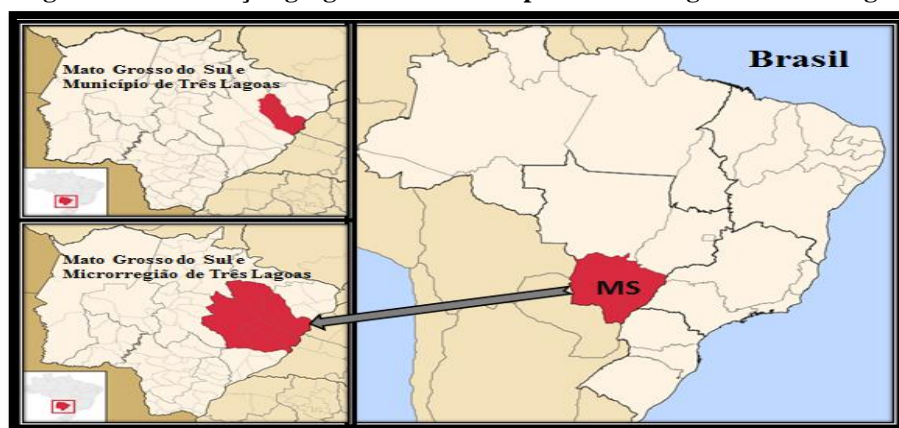 Mato Grosso do Sul e
Município de Três Lagoas
Brasil
Mato Grosso do Sul e
Microrregião de Três Lagoas
MS